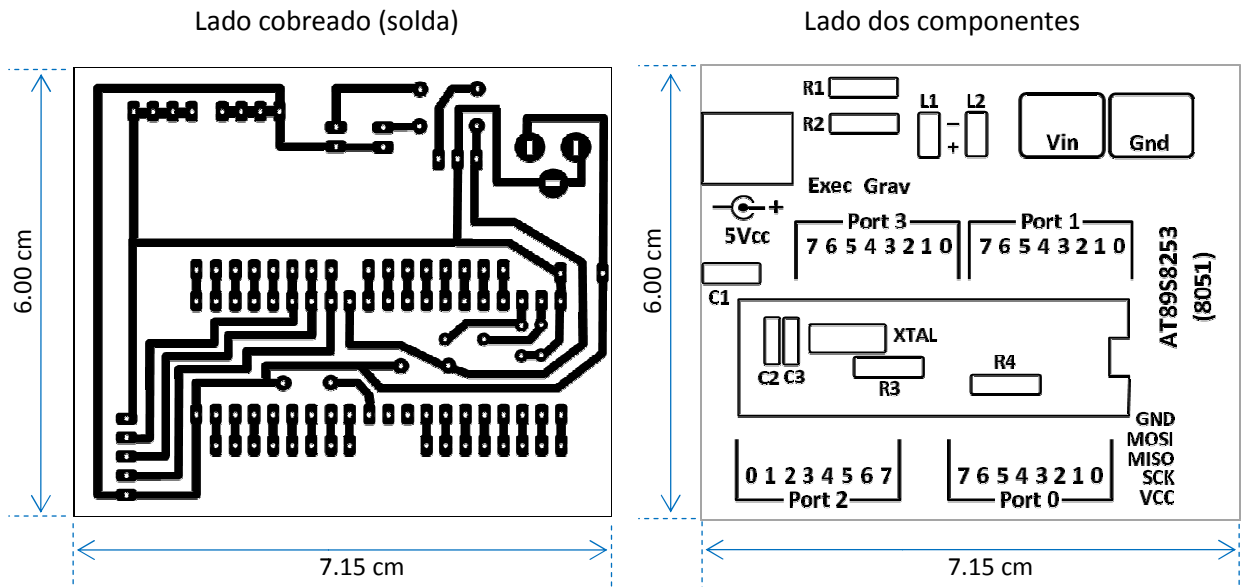 Lado cobreado (solda)
Lado dos componentes
6.00 cm
7.15 cm
6.00 cm
R1
R2
L1
L2
−
+
Vin
Gnd
Exec Grav
− +
5Vcc
Port 3
7 6 5 4 3 2 1 0
Port 1
7 6 5 4 3 2 1 0
C1
AT89S8253
(8051)
XTAL
C2
C3
R3
R4
GND
MOSI
MISO
SCK
VCC
0 1 2 3 4 5 6 7
Port 2
7 6 5 4 3 2 1 0
Port 0
7.15 cm